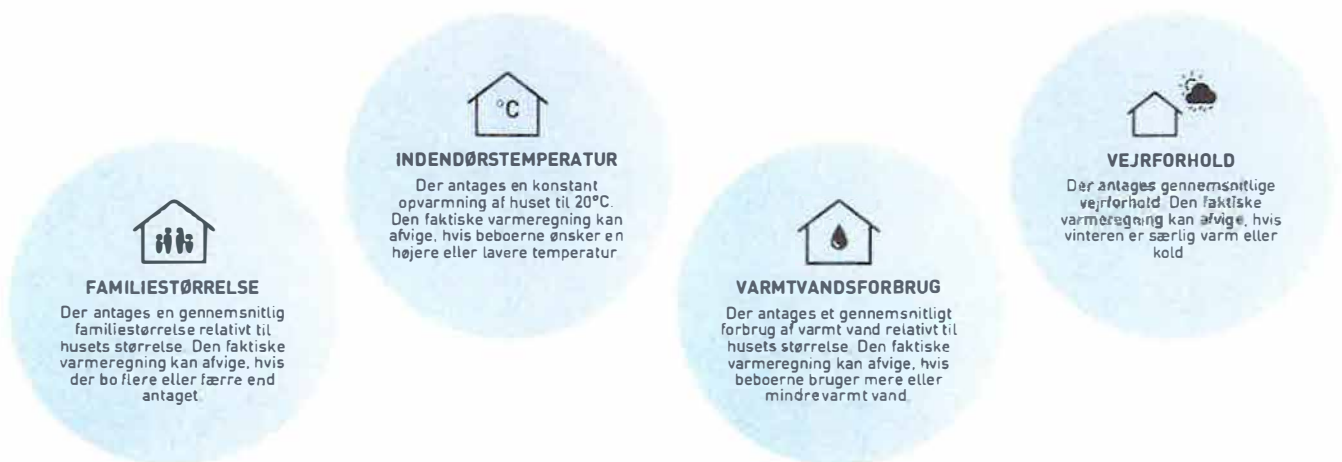 FAMILIESTØRRELSE
Der antages en gennemsnitlig
familiestørrelse relativt til
husets størrelse. Den faktiske
varmeregning kan afvige, hvis
der bo flere eller færre end
antaget.
°C
INDENDØRSTEMPERATUR
Der antages en konstant
opvarmning af huset til 20°C.
Den faktiske varmeregning kan
afvige, hvis beboerne ønsker en
højere eller lavere temperatur
VARMTVANDSFORBRUG
Der antages et gennemsnitligt
forbrug af varmt vand relativt til
husets størrelse. Den faktiske
varmeregning kan afvige, hvis
beboerne bruger mere eller
mindre varmt vand
VEJRFORHOLD
Der antages gennemsnitlige
vejrforhold. Den faktiske
varmeregning kan afvige, hvis
vinteren er særlig varm eller
kold